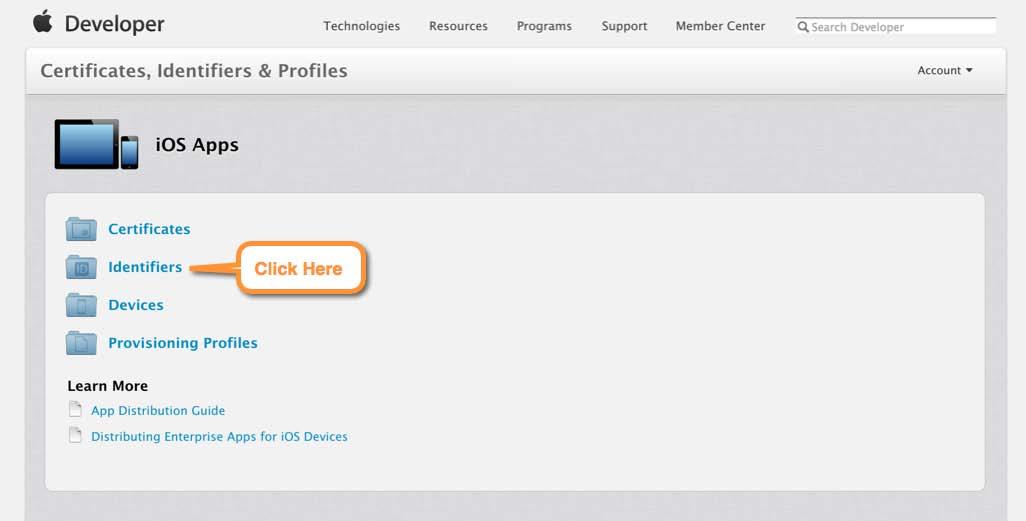 Developer
Technologies Resources Programs Support Member Center Search Developer
Certificates, Identifiers & Profiles Account
iOS Apps
Certificates
Identifiers Click Here
Devices
Provisioning Profiles
Learn More
App Distribution Guide
Distributing Enterprise Apps for iOS Devices